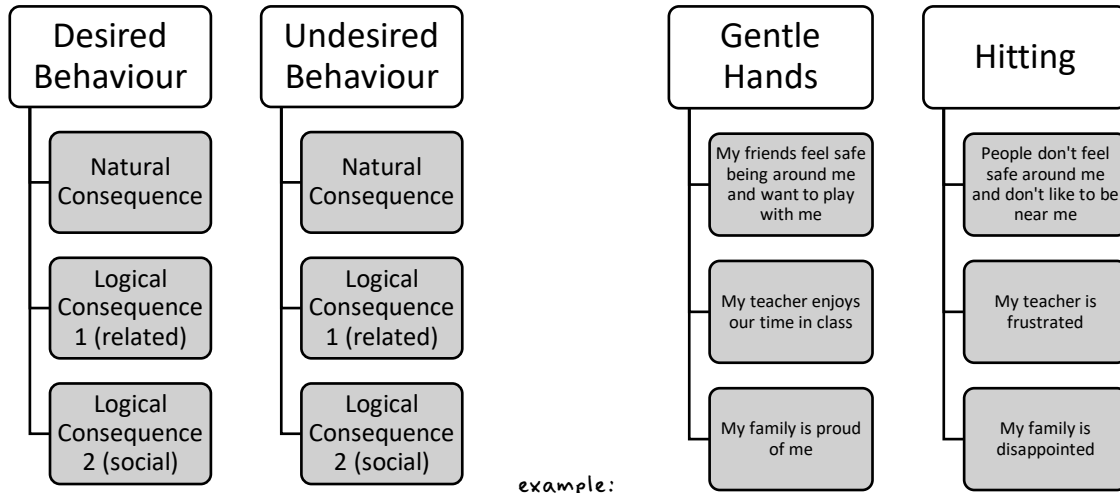 Desired
Behaviour
Natural
Consequence
Logical
Consequence
1 (related)
Logical
Consequence
2 (social)
Undesired
Behaviour
Natural
Consequence
Logical
Consequence
1 (related)
Logical
Consequence
2 (social)
example:
Gentle
Hands
My friends feel safe
being around me
and want to play
with me
My teacher enjoys
our time in class
My family is proud
of me
Hitting
People don't feel
safe around me
and don't like to be
near me
My teacher is
frustrated
My family is
disappointed